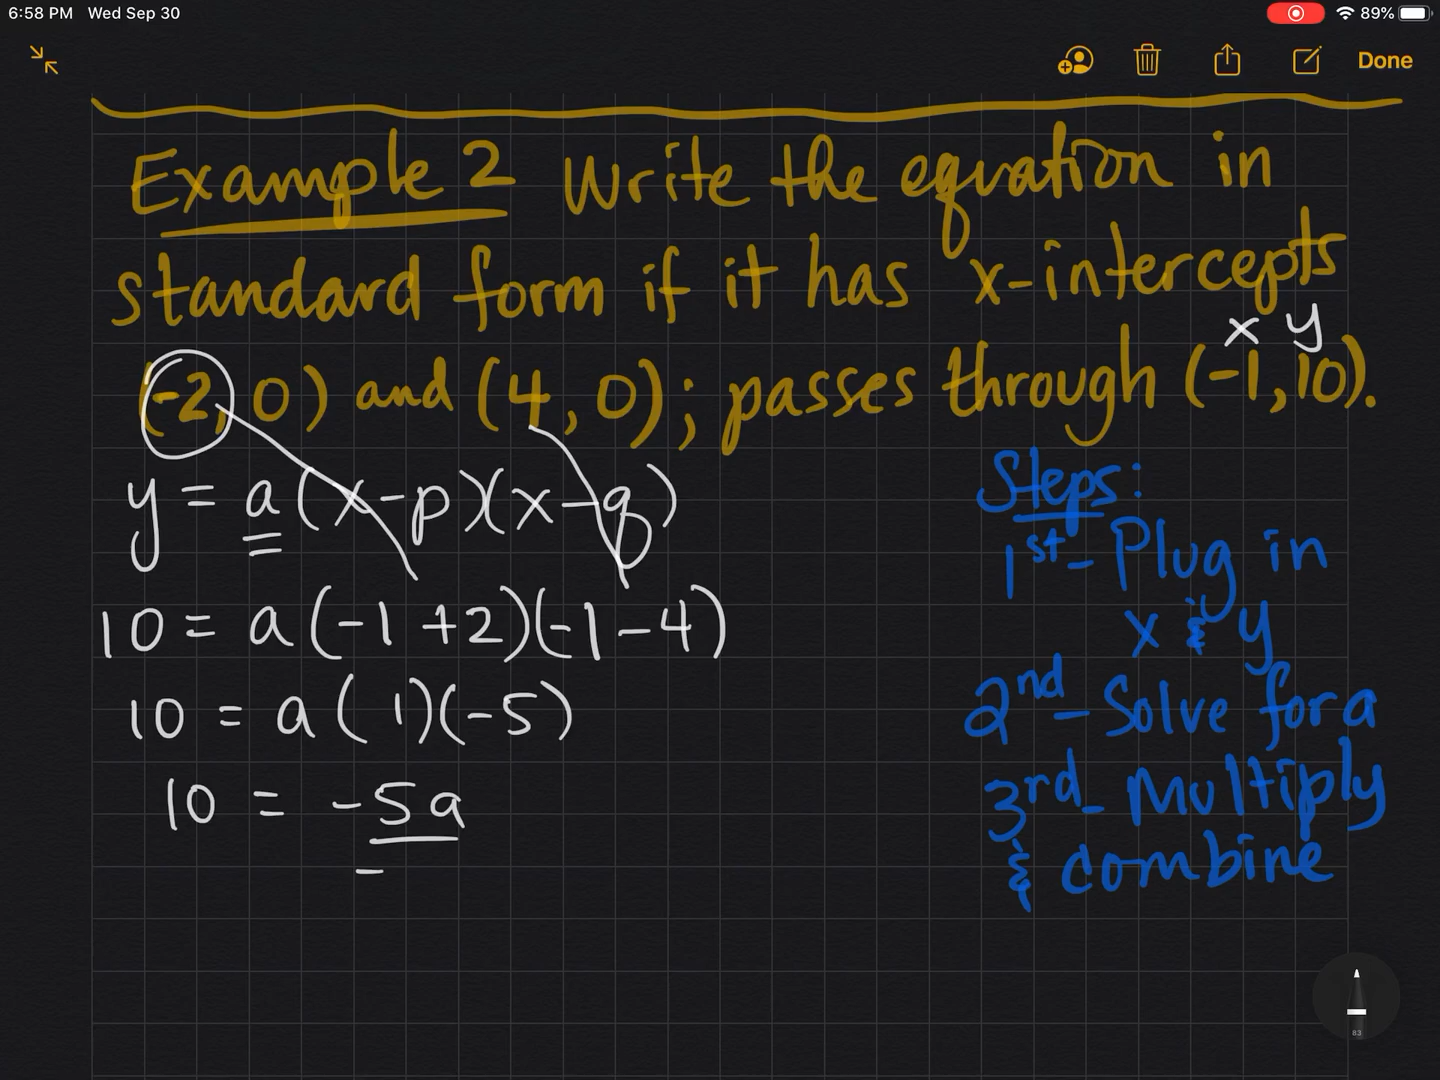 6:58 PM Wed Sep 30
89%
Done
Example 2 Write the equation in
standard form if it has x-intercepts
x y
(-2, 0) and (4, 0); passes through (-1, 10).
y = a(x-p)(x-q)
10 = a(-1+2)(-1-4)
10 = a(1)(-5)
10 = -5a
-
Steps:
1st- Plug in
x & y
2nd- Solve for a
3rd- Multiply
& combine
83